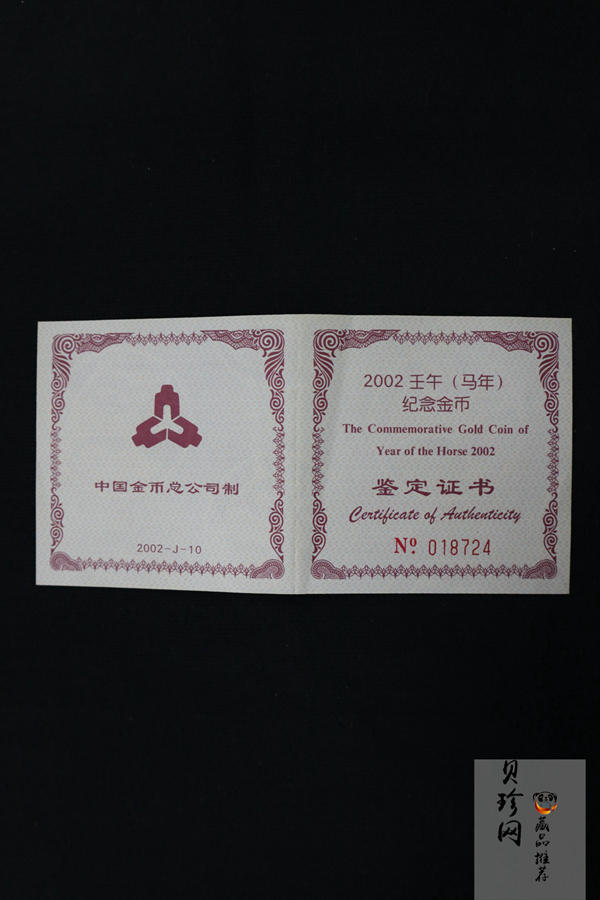 中国金币总公司制
2002-J-10
2002 壬午（马年）
纪念金币
The Commemorative Gold Coin of
Year of the Horse 2002
鉴定证书
Certificate of Authenticity
Nº 018724
贝珍网
藏品推荐